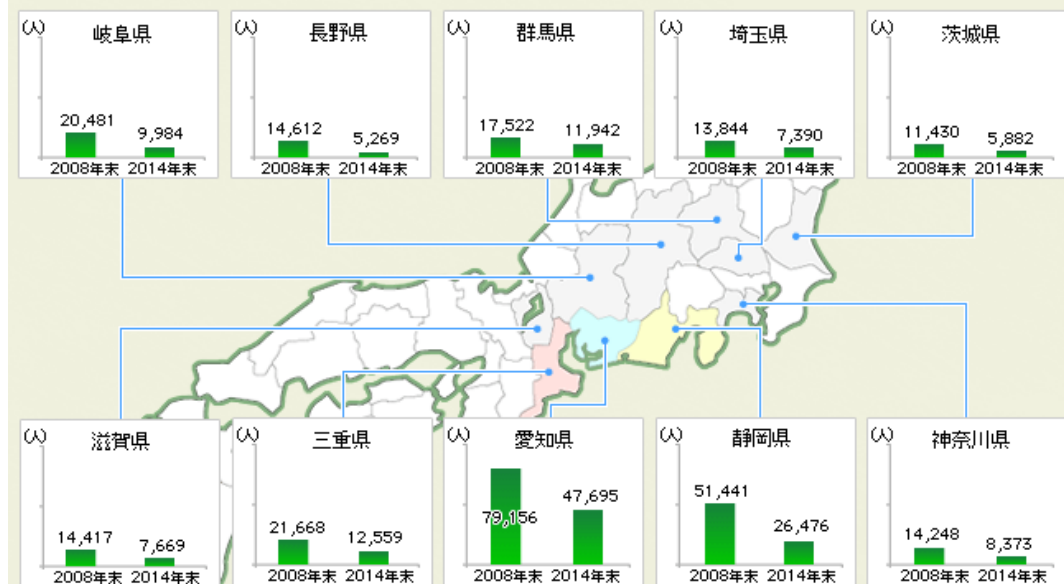 (人)
岐阜県
20,481
9,984
2008年末 2014年末
(人)
長野県
14,612
5,269
2008年末 2014年末
(人)
群馬県
17,522
11,942
2008年末 2014年末
(人)
埼玉県
13,844
7,390
2008年末 2014年末
(人)
茨城県
11,430
5,882
2008年末 2014年末
(人)
滋賀県
14,417
7,669
2008年末 2014年末
(人)
三重県
21,668
12,559
2008年末 2014年末
(人)
愛知県
79,156
47,695
2008年末 2014年末
(人)
静岡県
51,441
26,476
2008年末 2014年末
(人)
神奈川県
14,248
8,373
2008年末 2014年末